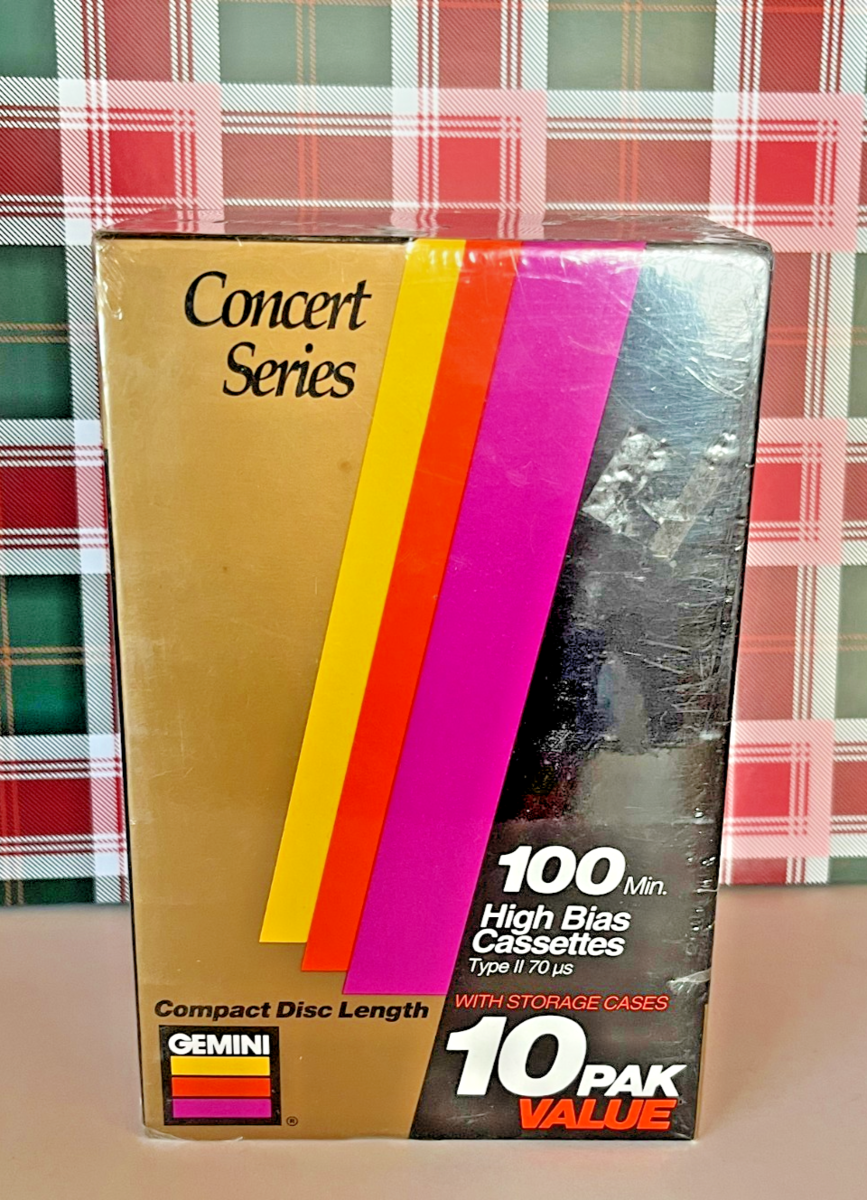 Concert
Series
100 Min.
High Bias
Cassettes
Type II 70 µs
Compact Disc Length
WITH STORAGE CASES
GEMINI
®
10 PAK
VALUE